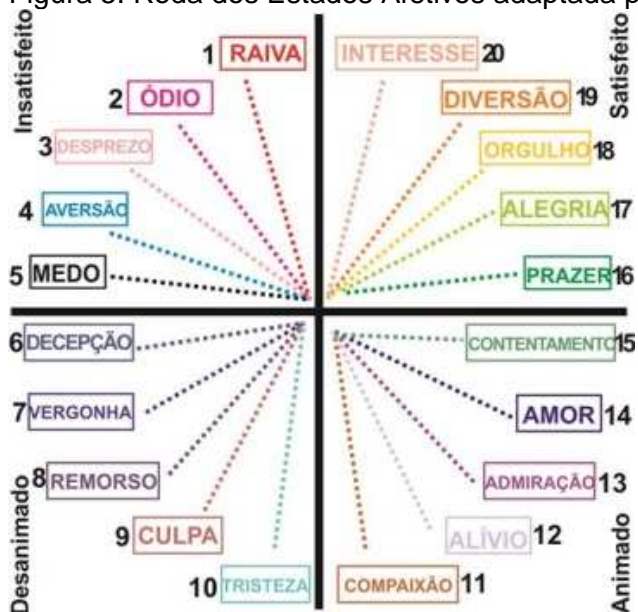 Figura 3: Roda dos Estados Afetivos adaptada p
Insatisfeito
Satisfeito
1 RAIVA
INTERESSE 20
2 ÓDIO
DIVERSÃO 19
3 DESPREZO
ORGULHO 18
4 AVERSÃO
ALEGRIA 17
5 MEDO
PRAZER 16
6 DECEPÇÃO
CONTENTAMENTO 15
7 VERGONHA
AMOR 14
8 REMORSO
ADMIRAÇÃO 13
9 CULPA
ALÍVIO 12
10 TRISTEZA
COMPAIXÃO 11
Desanimado
Animado